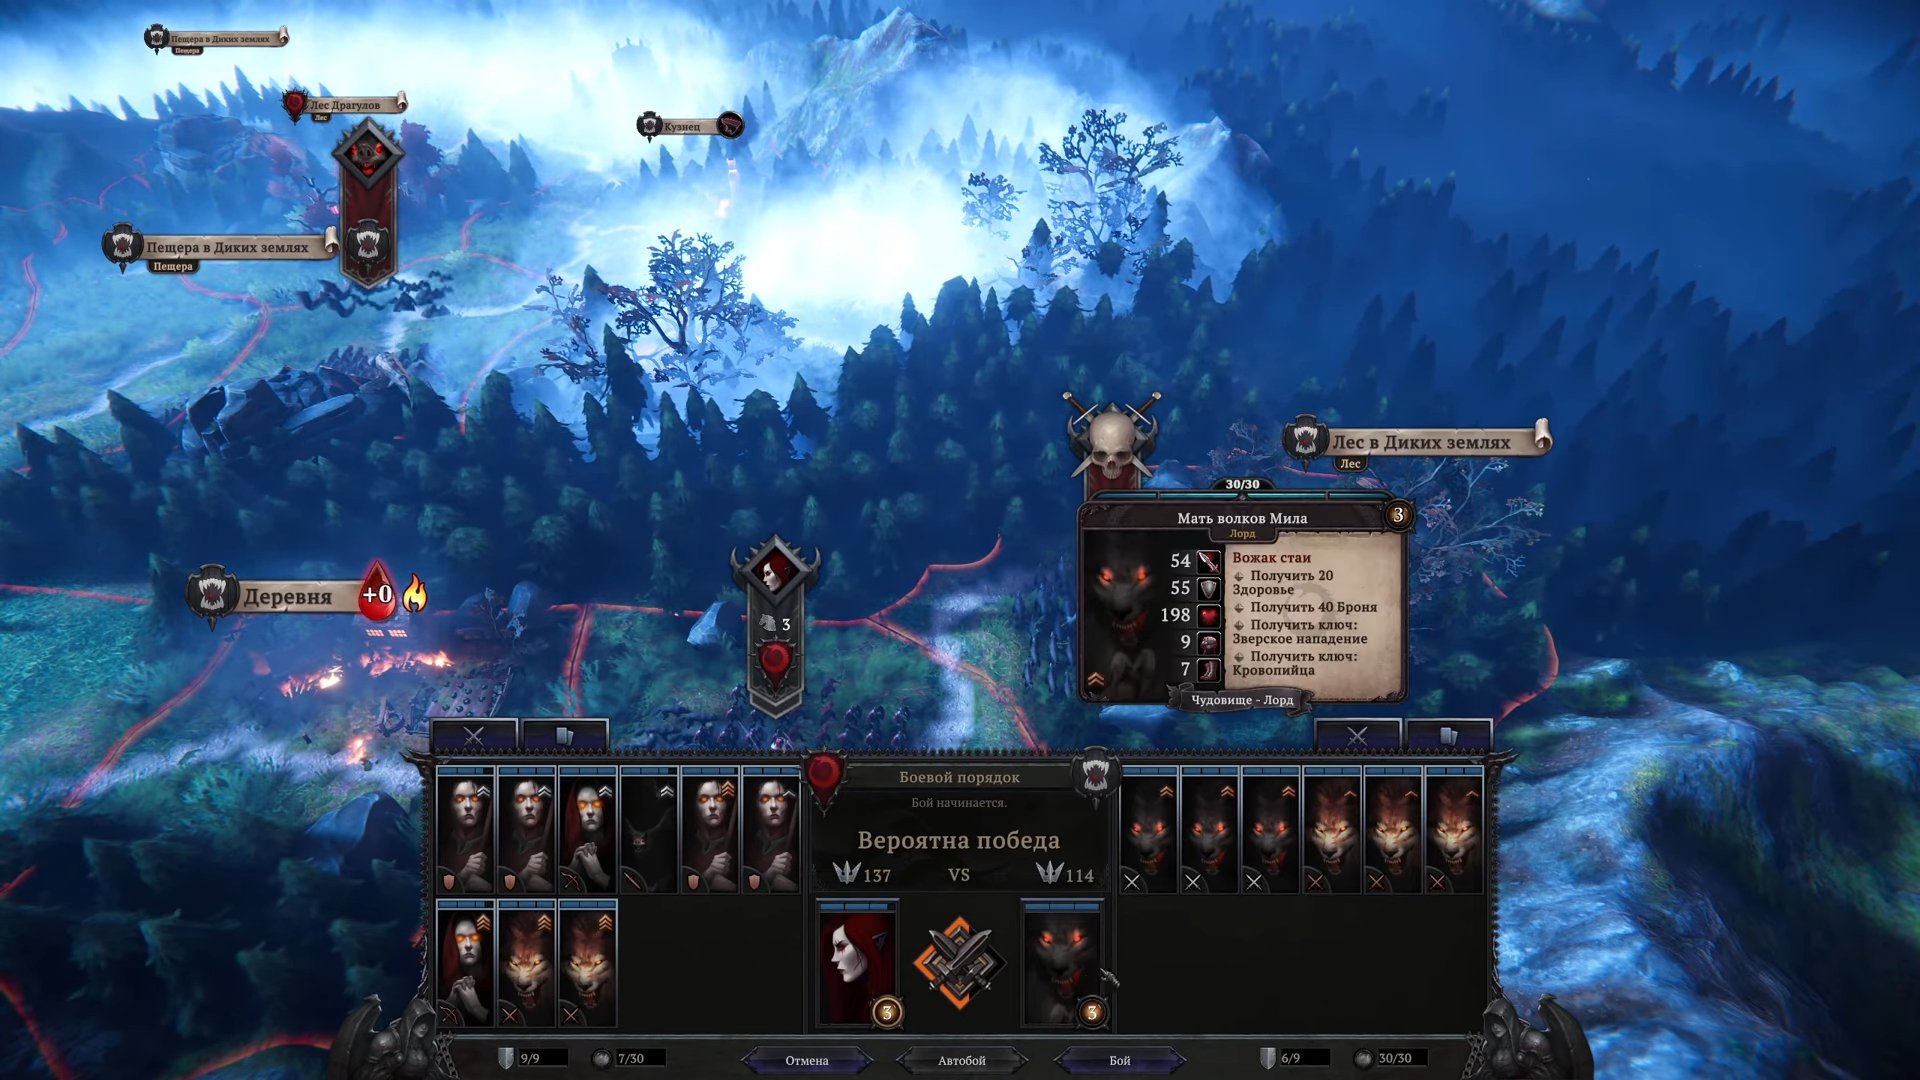 Пещера в Диких землях
Пещера
Лес Драгулов
Лес
Кузнец
Пещера в Диких землях
Пещера
Лес в Диких землях
Лес
30/30
Мать волков Мила
3
Лорд
54
55
198
9
7
Вожак стаи
Получить 20
Здоровье
Получить 40 Броня
Получить ключ:
Зверское нападение
Получить ключ:
Кровопийца
Чудовище - Лорд
Деревня
+0
3
Боевой порядок
Бой начинается.
Вероятна победа
137 VS 114
3
3
9/9
7/30
Отмена
Автобой
Бой
6/9
30/30